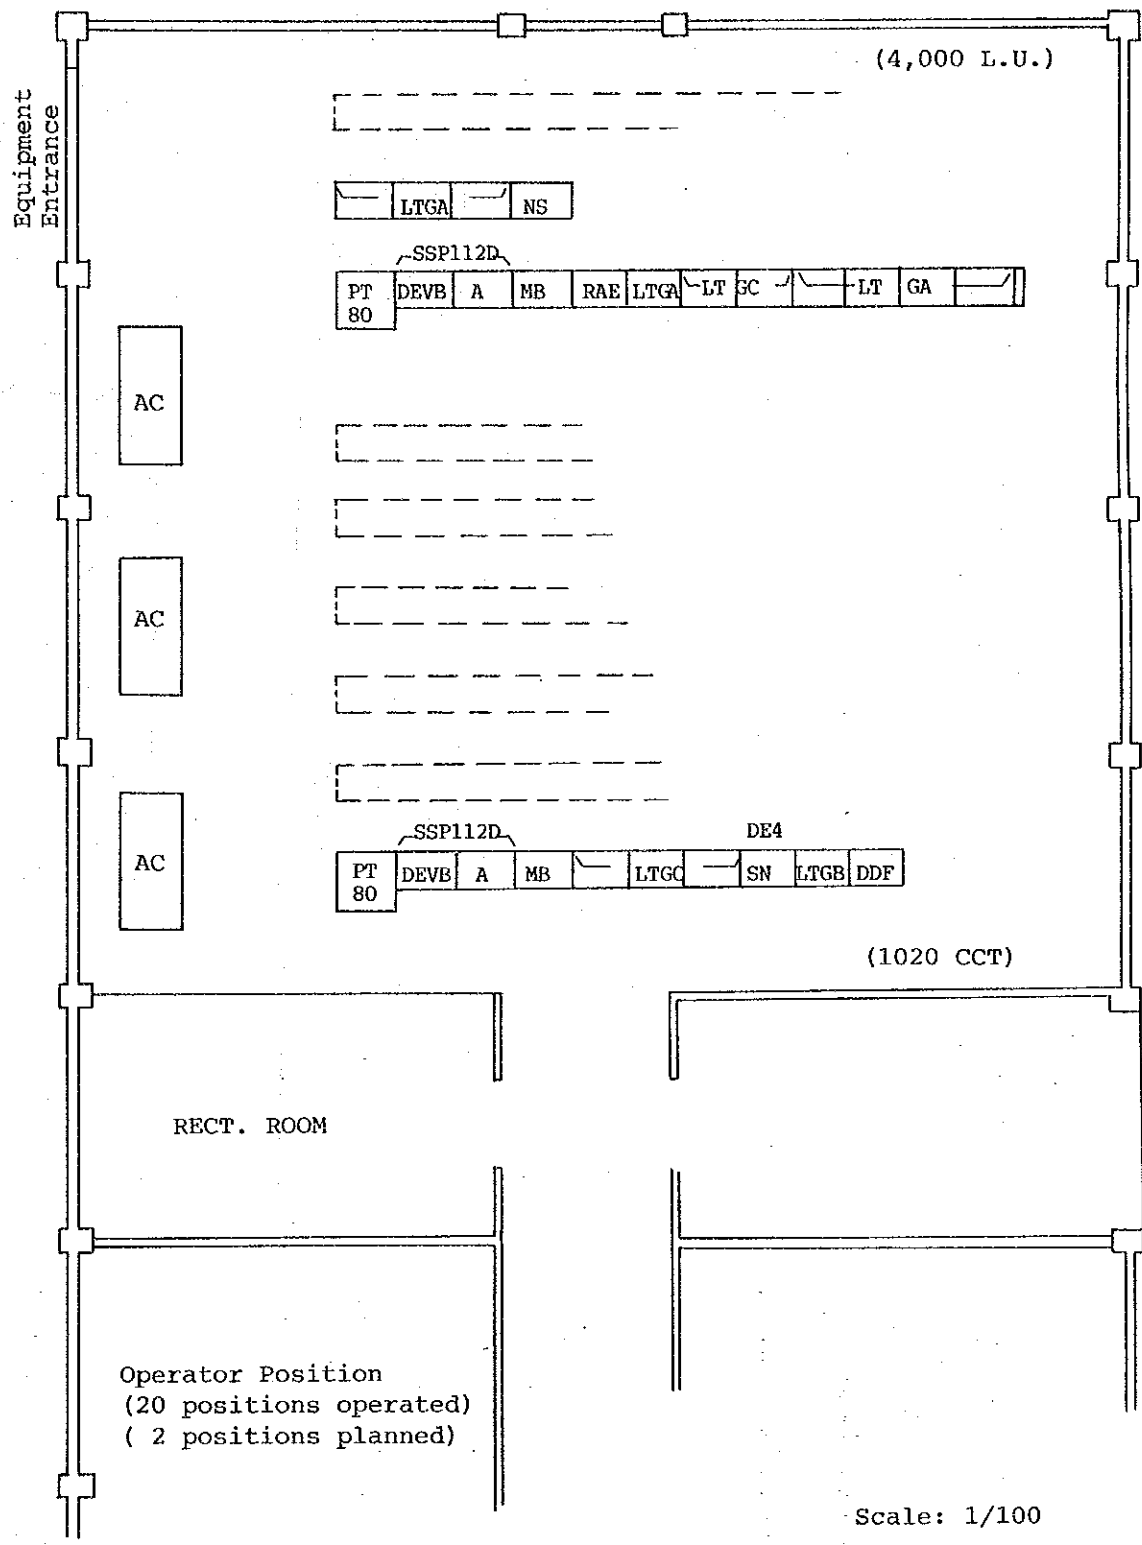 (4,000 L.U.)
Equipment
Entrance
LTGA NS
SSP112D
PT DEVB A MB RAE LTGA LT GC LT GA
80
AC
AC
AC
SSP112D DE4
PT DEVB A MB LTGC SN LTGB DDF
80
(1020 CCT)
RECT. ROOM
Operator Position
(20 positions operated)
( 2 positions planned)
Scale: 1/100